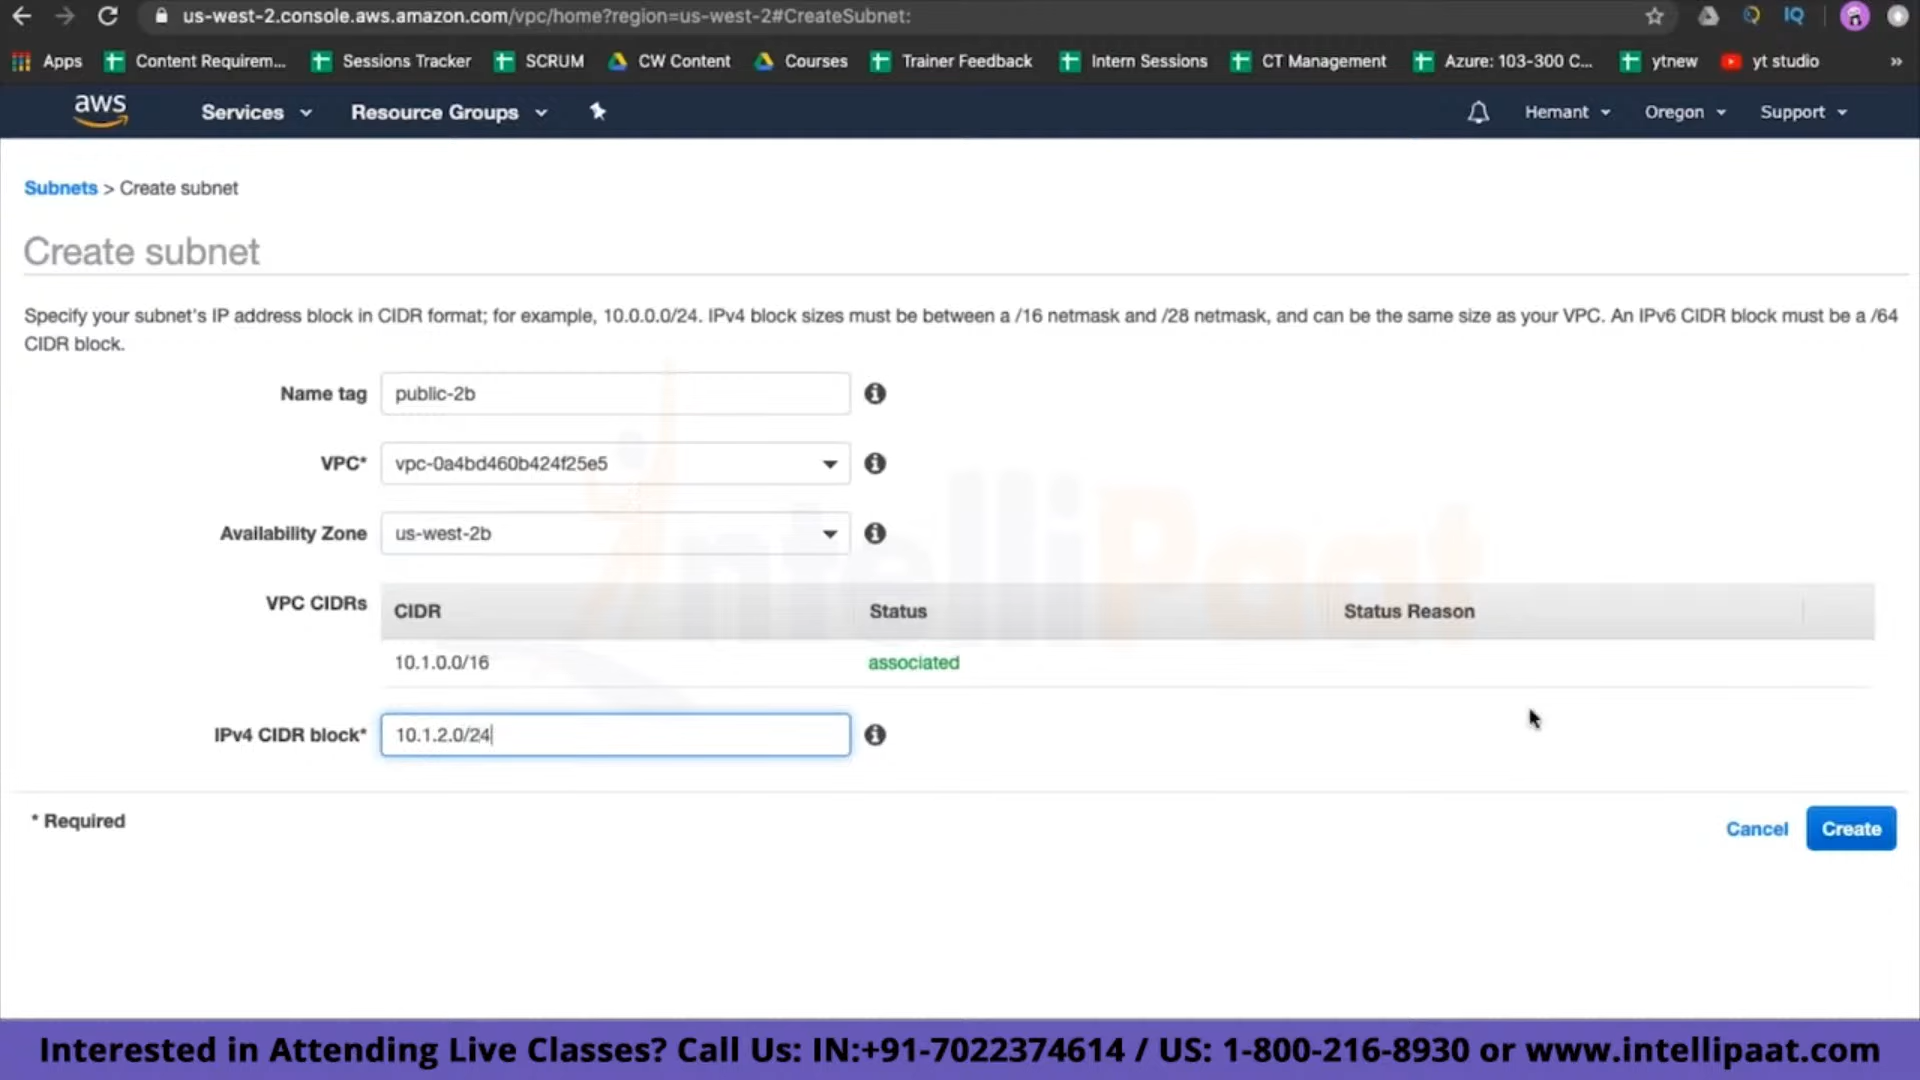 us-west-2.console.aws.amazon.com/vpc/home?region=us-west-2#CreateSubnet:
Apps Content Requirem... Sessions Tracker SCRUM CW Content Courses Trainer Feedback Intern Sessions CT Management Azure: 103-300 C... ytnew yt studio »
aws Services Resource Groups Hemant Oregon Support
Subnets > Create subnet
Create subnet
Specify your subnet's IP address block in CIDR format; for example, 10.0.0.0/24. IPv4 block sizes must be between a /16 netmask and /28 netmask, and can be the same size as your VPC. An IPv6 CIDR block must be a /64
CIDR block.
Name tag public-2b
VPC* vpc-0a4bd460b424f25e5
Availability Zone us-west-2b
intelliPaat
VPC CIDRs CIDR Status Status Reason
10.1.0.0/16 associated
IPv4 CIDR block* 10.1.2.0/24
* Required
Cancel Create
Interested in Attending Live Classes? Call Us: IN:+91-7022374614 / US: 1-800-216-8930 or www.intellipaat.com